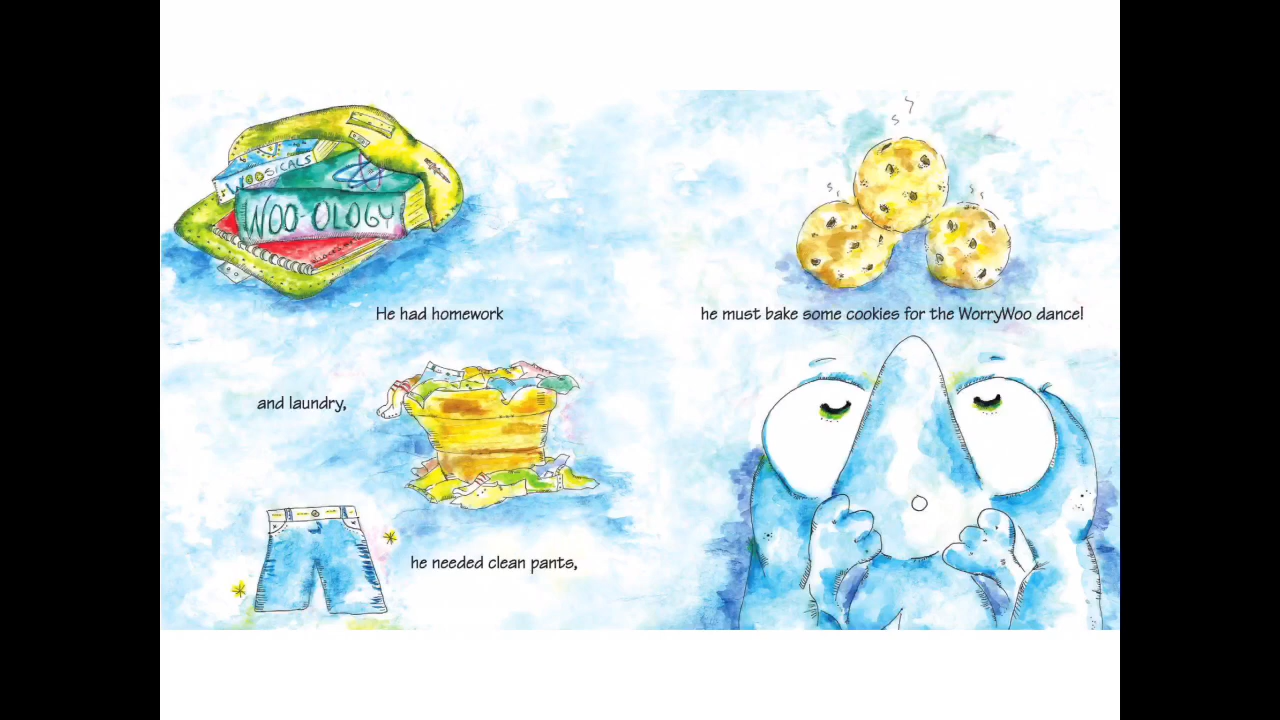 OOSICALS
WOO-OLOGY
He had homework
and laundry,
he needed clean pants,
he must bake some cookies for the WorryWoo dance!